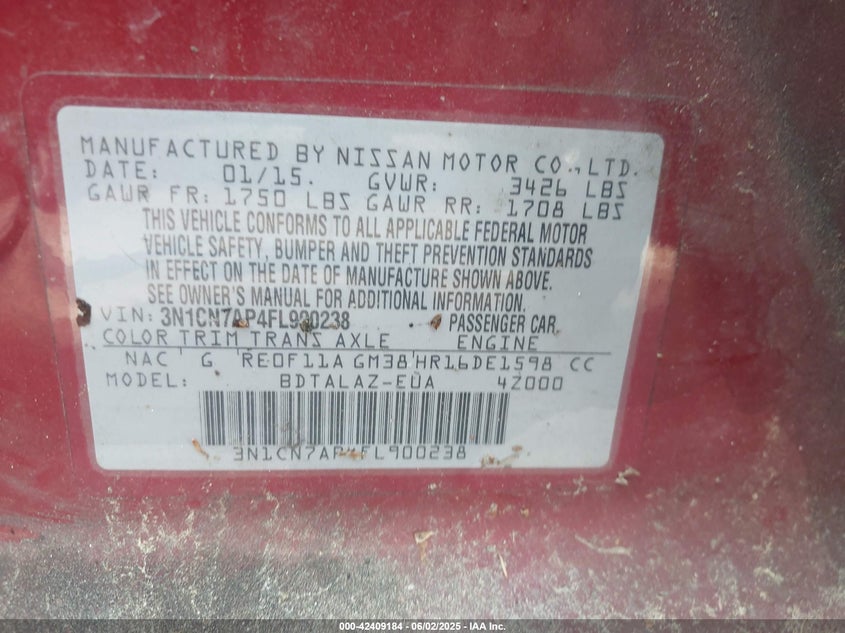 MANUFACTURED BY NISSAN MOTOR CO.,LTD.
DATE: 01/15. GVWR: 3426 LBS
GAWR FR: 1750 LBS GAWR RR: 1708 LBS
THIS VEHICLE CONFORMS TO ALL APPLICABLE FEDERAL MOTOR
VEHICLE SAFETY, BUMPER AND THEFT PREVENTION STANDARDS
IN EFFECT ON THE DATE OF MANUFACTURE SHOWN ABOVE.
SEE OWNER'S MANUAL FOR ADDITIONAL INFORMATION.
VIN: 3N1CN7AP4FL900238 PASSENGER CAR
COLOR TRIM TRANS AXLE ENGINE
NAC G RE0F11A GM38 HR16DE1598 CC
MODEL: BDTALAZ-EUA 4Z000
3N1CN7AP4FL900238
000-42409184 - 06/02/2025 - IAA Inc.